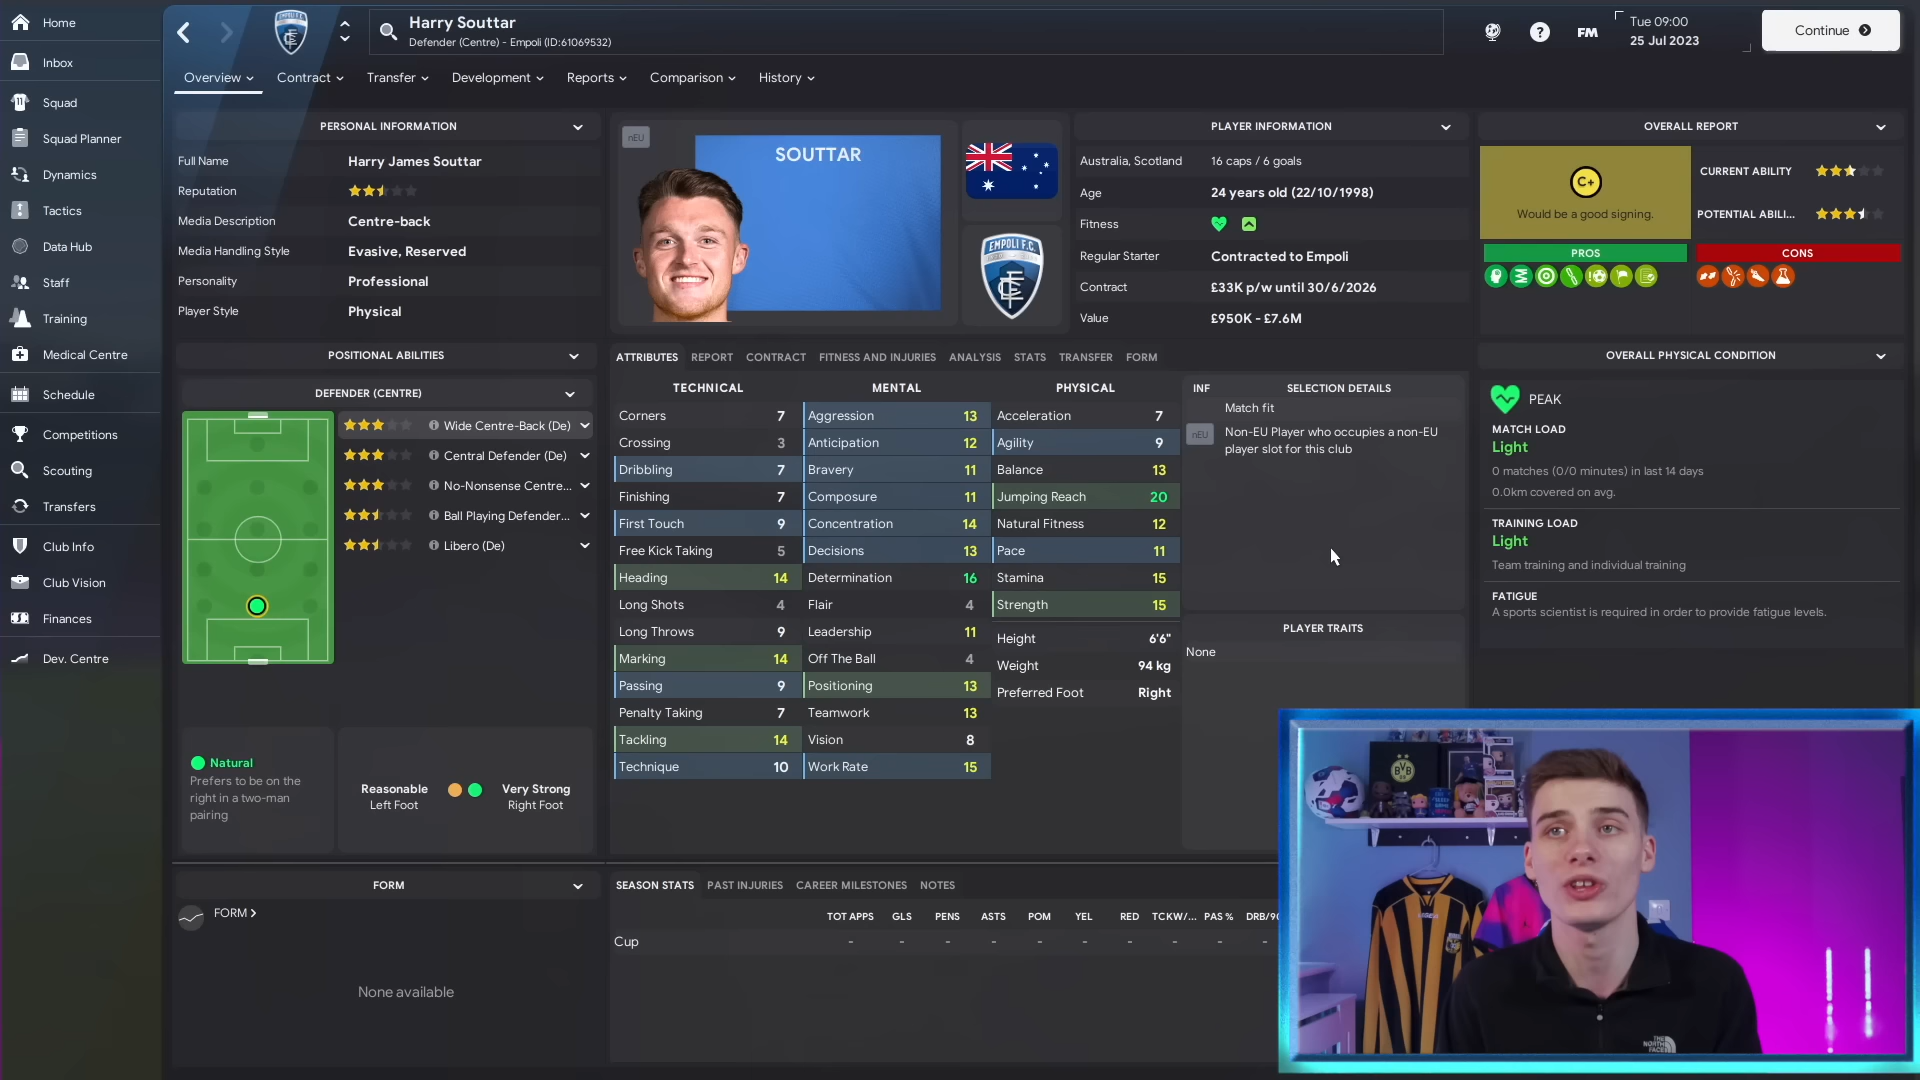 Home
Inbox
Squad
Squad Planner
Dynamics
Tactics
Data Hub
Staff
Training
Medical Centre
Schedule
Competitions
Scouting
Transfers
Club Info
Club Vision
Finances
Dev. Centre
Harry Souttar
Defender (Centre) - Empoli (ID:61069532)
FM
Tue 09:00
25 Jul 2023
Continue
Overview
Contract
Transfer
Development
Reports
Comparison
History
PERSONAL INFORMATION
Full Name Harry James Souttar
Reputation
Media Description Centre-back
Media Handling Style Evasive, Reserved
Personality Professional
Player Style Physical
nEU
SOUTTAR
EMPOLI F.C.
PLAYER INFORMATION
Australia, Scotland 16 caps / 6 goals
Age 24 years old (22/10/1998)
Fitness
Regular Starter Contracted to Empoli
Contract £33K p/w until 30/6/2026
Value £950K - £7.6M
OVERALL REPORT
C+
Would be a good signing.
CURRENT ABILITY
POTENTIAL ABILI...
PROS
CONS
POSITIONAL ABILITIES
DEFENDER (CENTRE)
Wide Centre-Back (De)
Central Defender (De)
No-Nonsense Centre...
Ball Playing Defender...
Libero (De)
Natural
Prefers to be on the
right in a two-man
pairing
Reasonable
Left Foot
Very Strong
Right Foot
ATTRIBUTES REPORT CONTRACT FITNESS AND INJURIES ANALYSIS STATS TRANSFER FORM
TECHNICAL
Corners 7
Crossing 3
Dribbling 7
Finishing 7
First Touch 9
Free Kick Taking 5
Heading 14
Long Shots 4
Long Throws 9
Marking 14
Passing 9
Penalty Taking 7
Tackling 14
Technique 10
MENTAL
Aggression 13
Anticipation 12
Bravery 11
Composure 11
Concentration 14
Decisions 13
Determination 16
Flair 4
Leadership 11
Off The Ball 4
Positioning 13
Teamwork 13
Vision 8
Work Rate 15
PHYSICAL
Acceleration 7
Agility 9
Balance 13
Jumping Reach 20
Natural Fitness 12
Pace 11
Stamina 15
Strength 15
Height 6'6"
Weight 94 kg
Preferred Foot Right
INF SELECTION DETAILS
Match fit
nEU
Non-EU Player who occupies a non-EU
player slot for this club
PLAYER TRAITS
None
OVERALL PHYSICAL CONDITION
PEAK
MATCH LOAD
Light
0 matches (0/0 minutes) in last 14 days
0.0km covered on avg.
TRAINING LOAD
Light
Team training and individual training
FATIGUE
A sports scientist is required in order to provide fatigue levels.
FORM
FORM
None available
SEASON STATS PAST INJURIES CAREER MILESTONES NOTES
TOT APPS GLS PENS ASTS POM YEL RED TCKW/... PAS % DRB/90
Cup - - - - - - - - - -
BVB
09
THE
NORTH
FACE